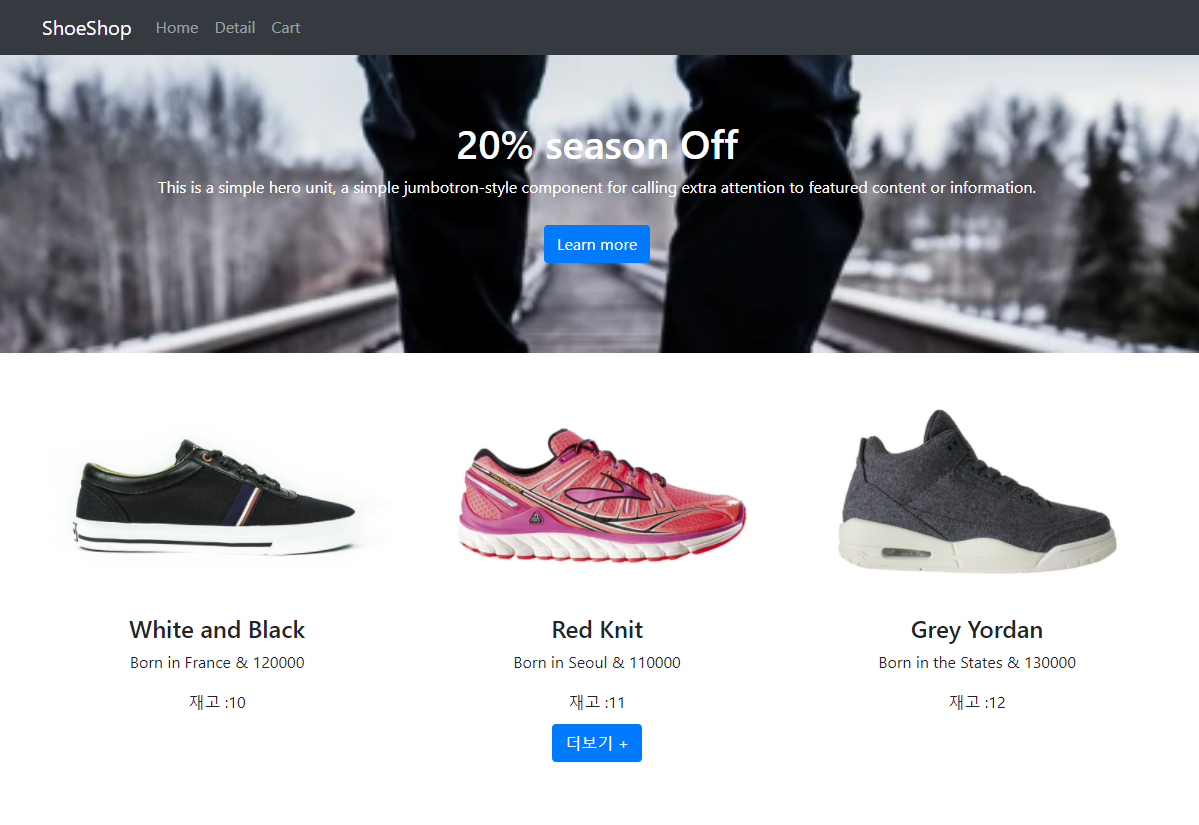 ShoeShop Home Detail Cart
20% season Off
This is a simple hero unit, a simple jumbotron-style component for calling extra attention to featured content or information.
Learn more
White and Black
Born in France & 120000
재고 :10
Red Knit
Born in Seoul & 110000
재고 :11
Grey Yordan
Born in the States & 130000
재고 :12
더보기 +